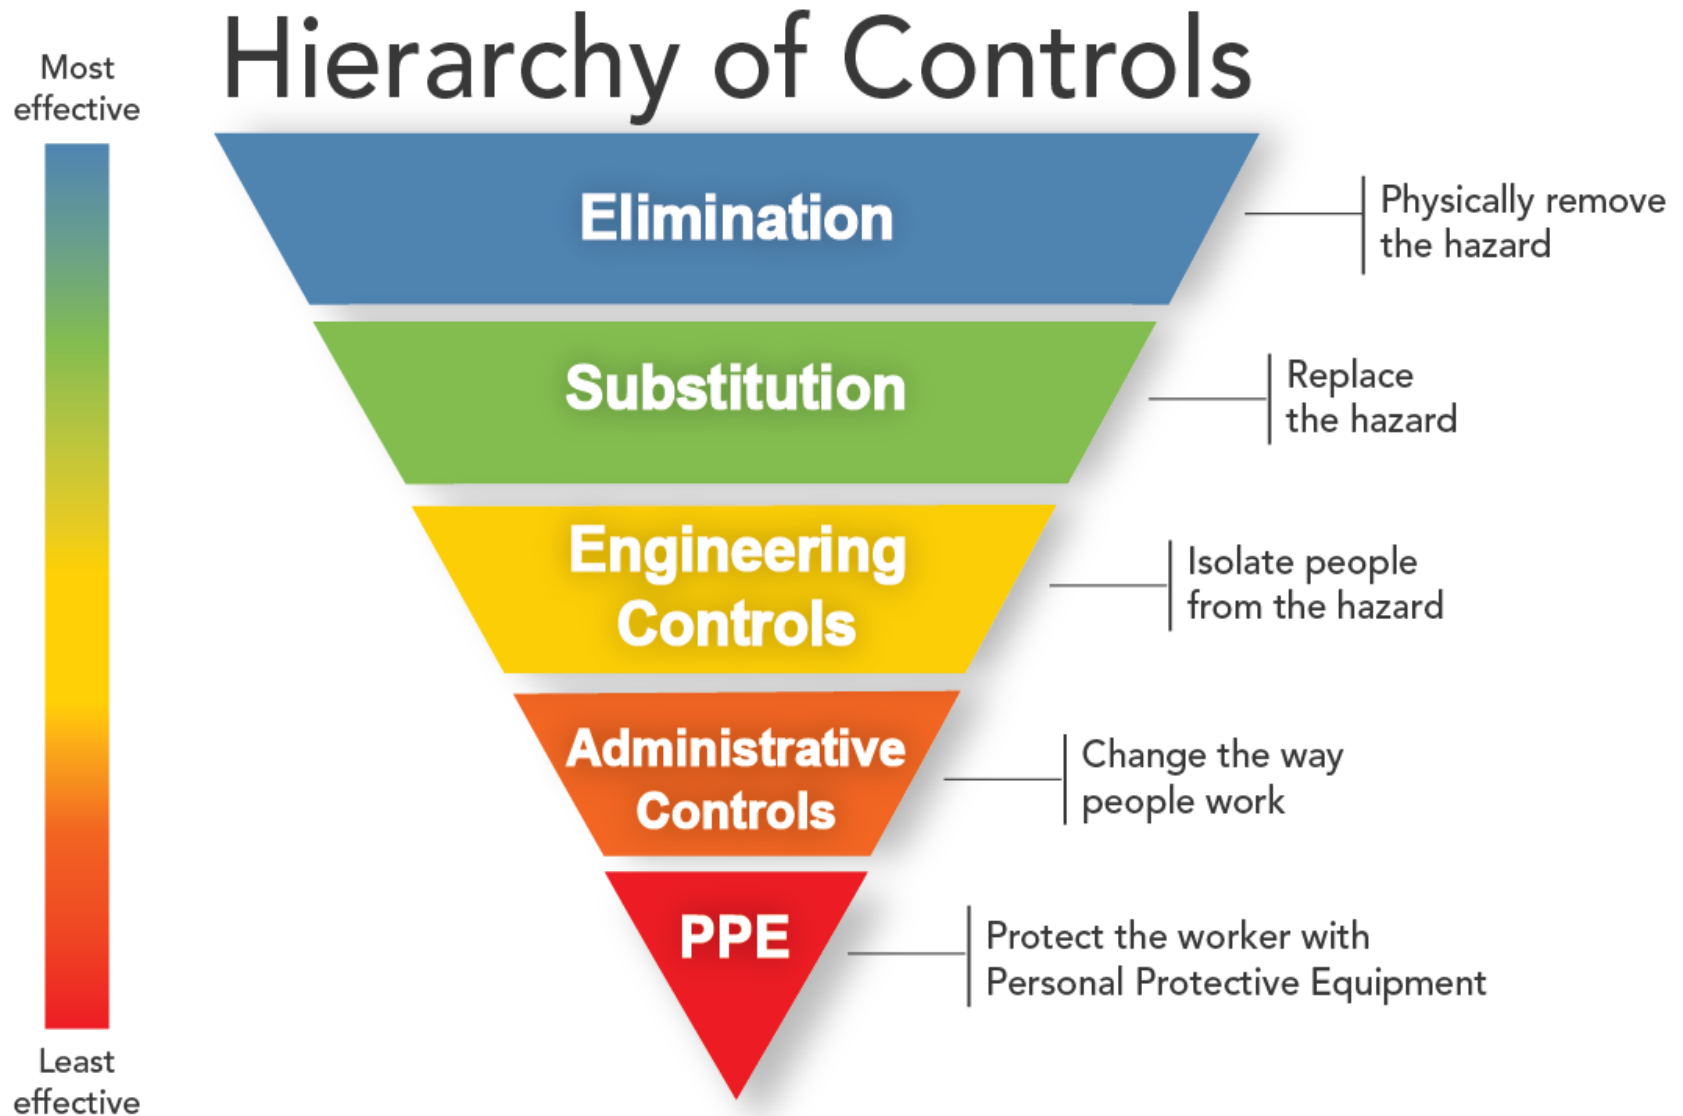 Hierarchy of Controls
Most
effective
Elimination
Physically remove
the hazard
Substitution
Replace
the hazard
Engineering
Controls
Isolate people
from the hazard
Administrative
Controls
Change the way
people work
PPE
Protect the worker with
Personal Protective Equipment
Least
effective